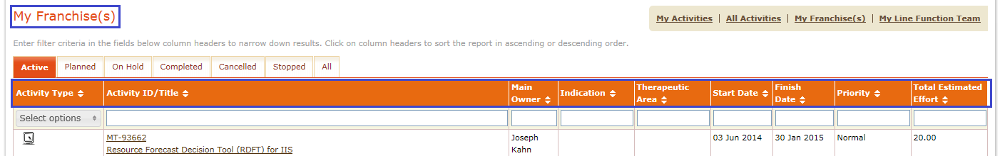 My Franchise(s)
My Activities | All Activities | My Franchise(s) | My Line Function Team
Enter filter criteria in the fields below column headers to narrow down results. Click on column headers to sort the report in ascending or descending order.
Active Planned On Hold Completed Cancelled Stopped All
Activity Type Activity ID/Title Main Owner Indication Therapeutic Area Start Date Finish Date Priority Total Estimated Effort
Select options
MT-93662 Joseph Kahn 03 Jun 2014 30 Jan 2015 Normal 20.00
Resource Forecast Decision Tool (RDFT) for IIS